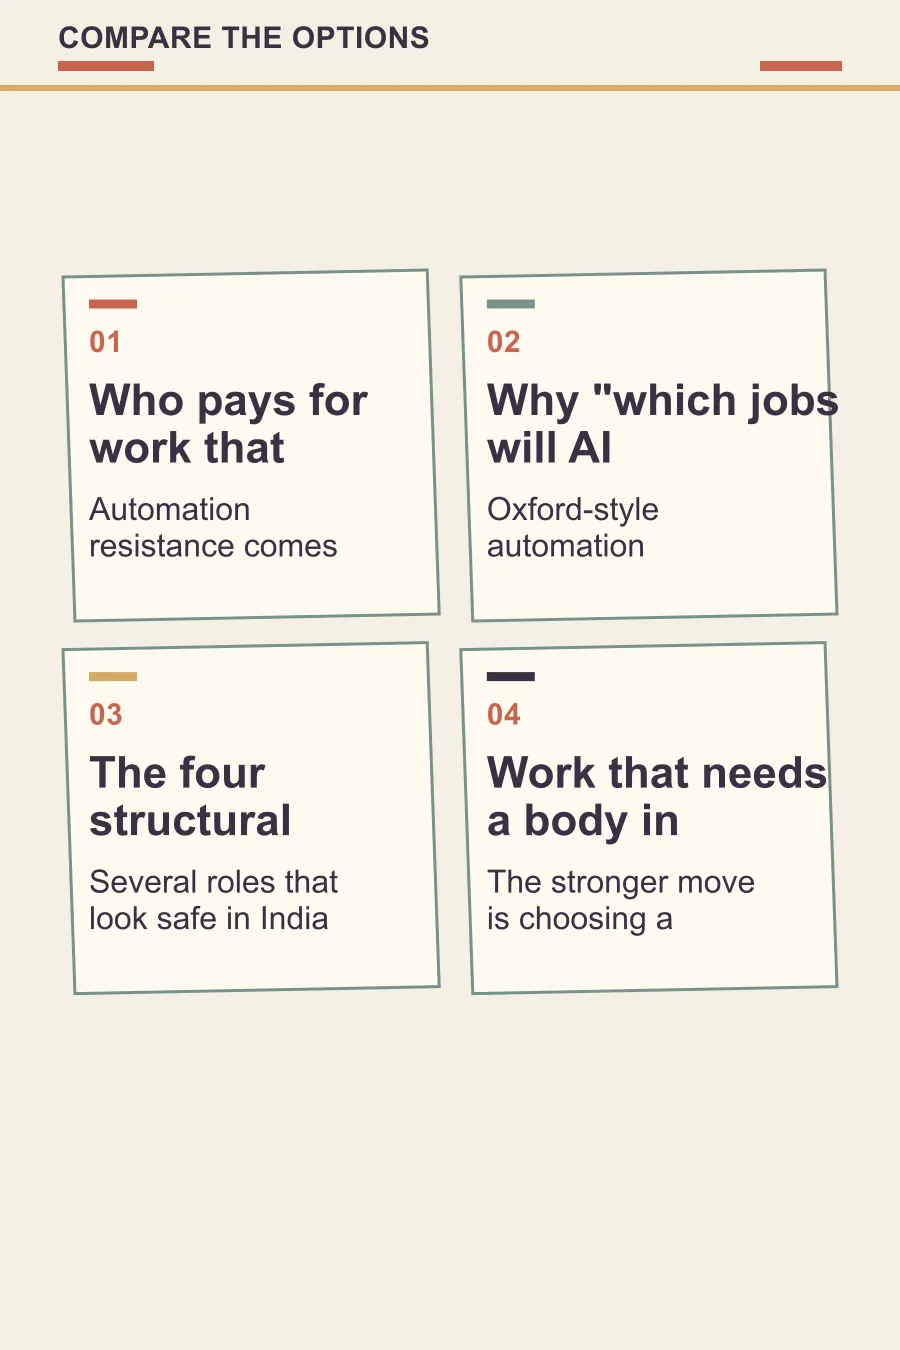 COMPARE THE OPTIONS
01
Who pays for
work that
Automation
resistance comes
02
Why "which jobs
will AI
Oxford-style
automation
03
The four
structural
Several roles that
look safe in India
04
Work that needs
a body in
The stronger move
is choosing a